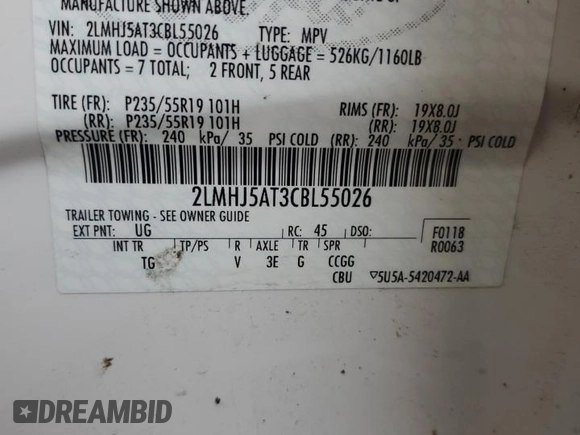 MANUFACTURE SHOWN ABOVE.
VIN: 2LMHJ5AT3CBL55026 TYPE: MPV
MAXIMUM LOAD = OCCUPANTS + LUGGAGE = 526KG/1160LB
OCCUPANTS = 7 TOTAL; 2 FRONT, 5 REAR
TIRE (FR): P235/55R19 101H RIMS (FR): 19X8.0J
(RR): P235/55R19 101H (RR): 19X8.0J
PRESSURE (FR): 240 kPa/ 35 PSI COLD (RR): 240 kPa/ 35 PSI COLD
2LMHJ5AT3CBL55026
TRAILER TOWING - SEE OWNER GUIDE
EXT PNT: UG RC: 45 DSO: F0118
INT TR TP/PS R AXLE TR SPR R0063
TG V 3E G CCGG
CBU 5U5A-5420472-AA
DREAMBID